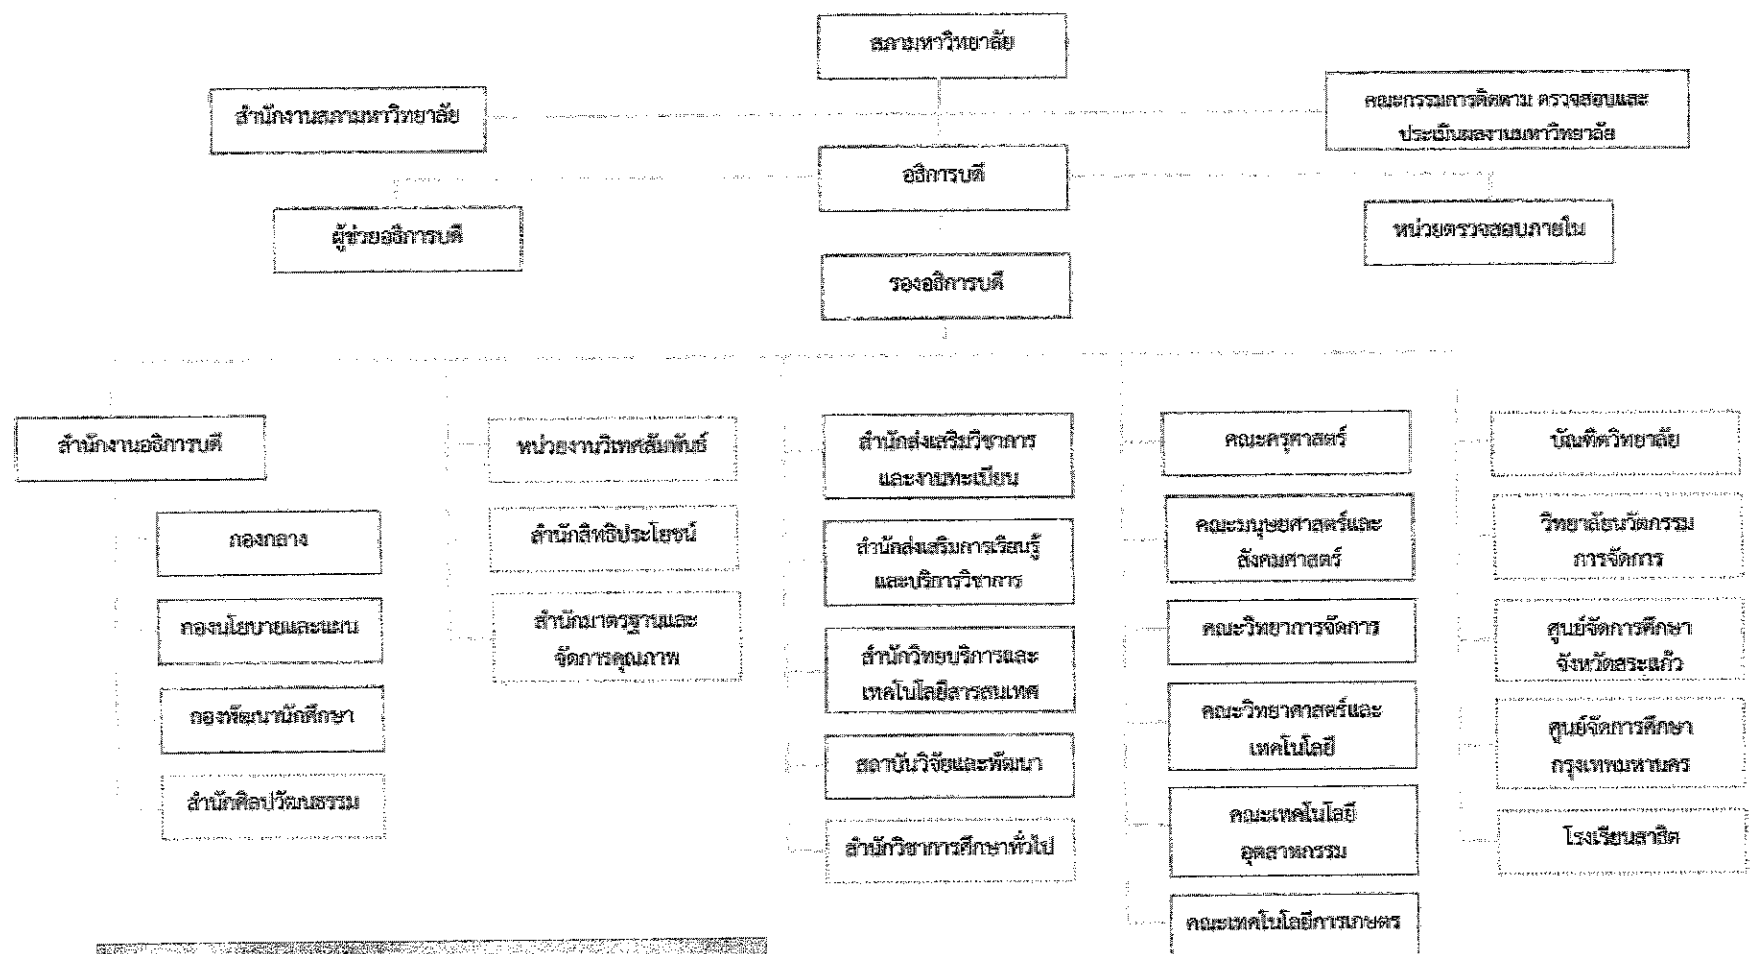 สภามหาวิทยาลัย
สำนักงานสภามหาวิทยาลัย
คณะกรรมการติดตาม ตรวจสอบและ
ประเมินผลงานมหาวิทยาลัย
อธิการบดี
ผู้ช่วยอธิการบดี
หน่วยตรวจสอบภายใน
รองอธิการบดี
สำนักงานอธิการบดี
กองกลาง
กองนโยบายและแผน
กองพัฒนานักศึกษา
สำนักศิลปวัฒนธรรม
หน่วยงานวิเทศสัมพันธ์
สำนักสิทธิประโยชน์
สำนักมาตรฐานและ
จัดการคุณภาพ
สำนักส่งเสริมวิชาการ
และงานทะเบียน
สำนักส่งเสริมการเรียนรู้
และบริการวิชาการ
สำนักวิทยบริการและ
เทคโนโลยีสารสนเทศ
สถาบันวิจัยและพัฒนา
สำนักวิชาการศึกษาทั่วไป
คณะครุศาสตร์
คณะมนุษยศาสตร์และ
สังคมศาสตร์
คณะวิทยาการจัดการ
คณะวิทยาศาสตร์และ
เทคโนโลยี
คณะเทคโนโลยี
อุตสาหกรรม
คณะเทคโนโลยีการเกษตร
บัณฑิตวิทยาลัย
วิทยาลัยนวัตกรรม
การจัดการ
ศูนย์จัดการศึกษา
จังหวัดสระแก้ว
ศูนย์จัดการศึกษา
กรุงเทพมหานคร
โรงเรียนสาธิต